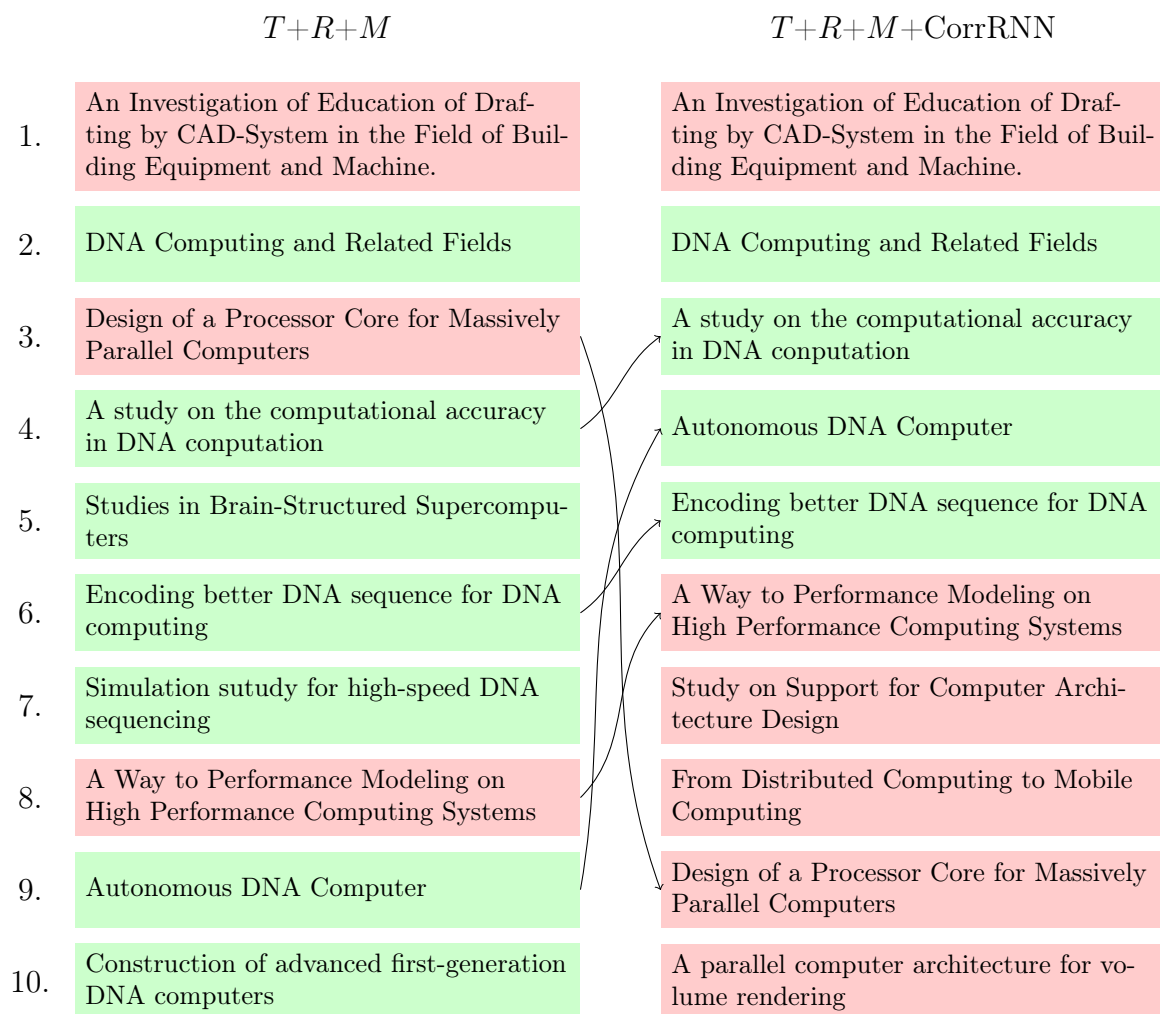 T+R+M
T+R+M+CorrRNN
1.
An Investigation of Education of Draf-
ting by CAD-System in the Field of Buil-
ding Equipment and Machine.
An Investigation of Education of Draf-
ting by CAD-System in the Field of Buil-
ding Equipment and Machine.
2.
DNA Computing and Related Fields
DNA Computing and Related Fields
3.
Design of a Processor Core for Massively
Parallel Computers
A study on the computational accuracy
in DNA conputation
4.
A study on the computational accuracy
in DNA conputation
Autonomous DNA Computer
5.
Studies in Brain-Structured Supercompu-
ters
Encoding better DNA sequence for DNA
computing
6.
Encoding better DNA sequence for DNA
computing
A Way to Performance Modeling on
High Performance Computing Systems
7.
Simulation sutudy for high-speed DNA
sequencing
Study on Support for Computer Archi-
tecture Design
8.
A Way to Performance Modeling on
High Performance Computing Systems
From Distributed Computing to Mobile
Computing
9.
Autonomous DNA Computer
Design of a Processor Core for Massively
Parallel Computers
10.
Construction of advanced first-generation
DNA computers
A parallel computer architecture for vo-
lume rendering